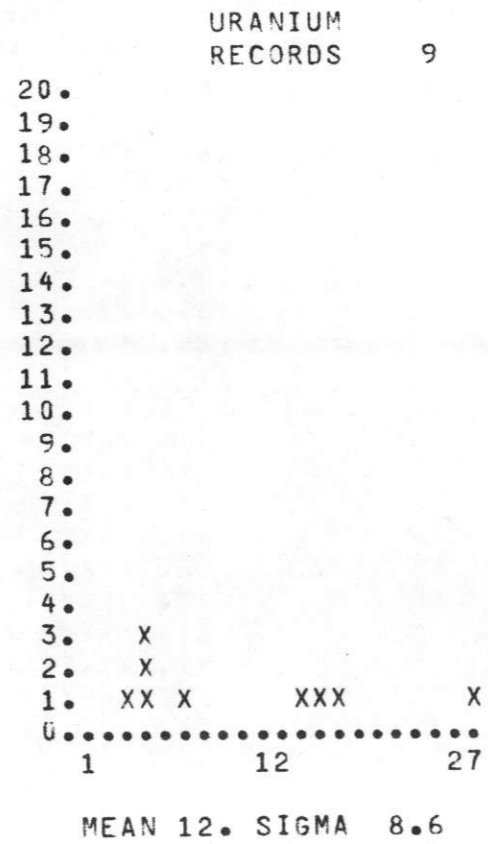 URANIUM
RECORDS 9
20.
19.
18.
17.
16.
15.
14.
13.
12.
11.
10.
9.
8.
7.
6.
5.
4.
3. X
2. X
1. XX X XXX X
0......................
1 12 27
MEAN 12. SIGMA 8.6